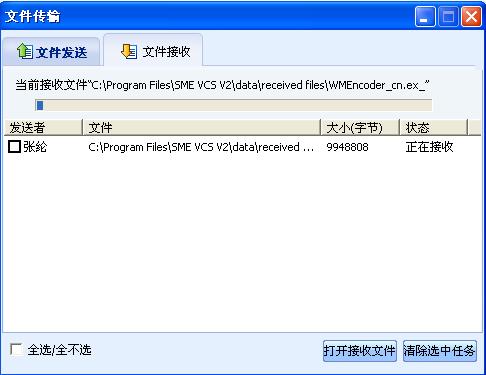 文件传输
文件发送 文件接收
当前接收文件“C:\Program Files\SME VCS V2\data\received files\WMEncoder_cn.ex_”
发送者 文件 大小(字节) 状态
张纶 C:\Program Files\SME VCS V2\data\received ... 9948808 正在接收
全选/全不选 打开接收文件 清除选中任务